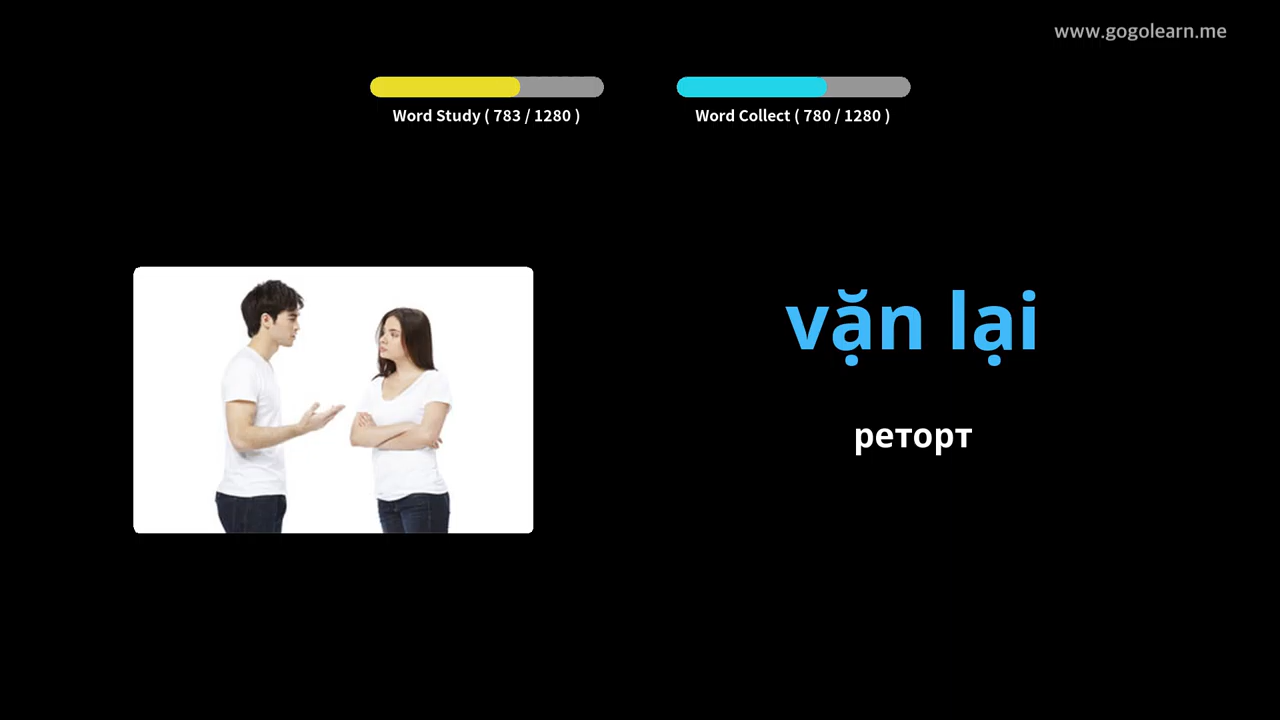 www.gogolearn.me
Word Study ( 783 / 1280 )
Word Collect ( 780 / 1280 )
vặn lại
реторт